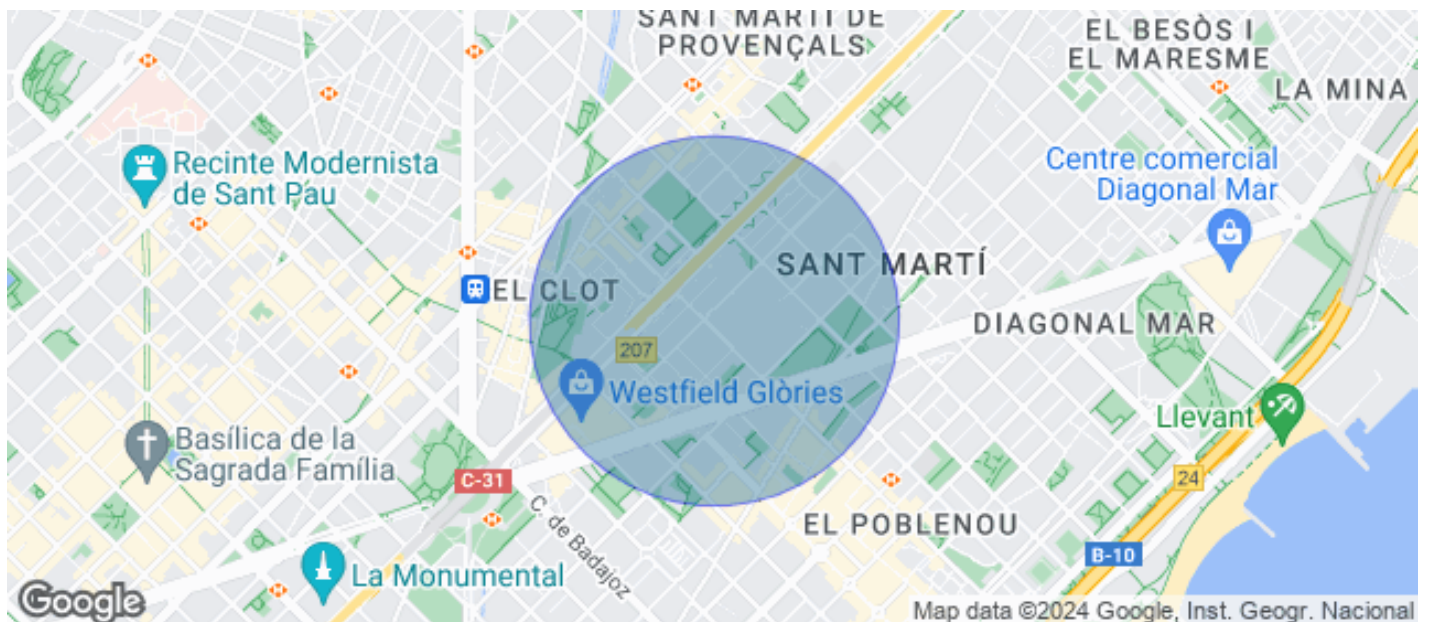 SANT MARTÍ DE
PROVENÇALS
EL BESÒS I
EL MARESME
LA MINA
Recinte Modernista
de Sant Pau
Centre comercial
Diagonal Mar
SANT MARTÍ
EL CLOT
DIAGONAL MAR
207
Westfield Glòries
Llevant
Basílica de la
Sagrada Família
C-31
24
C. de Badajoz
EL POBLENOU
B-10
La Monumental
Google
Map data ©2024 Google, Inst. Geogr. Nacional